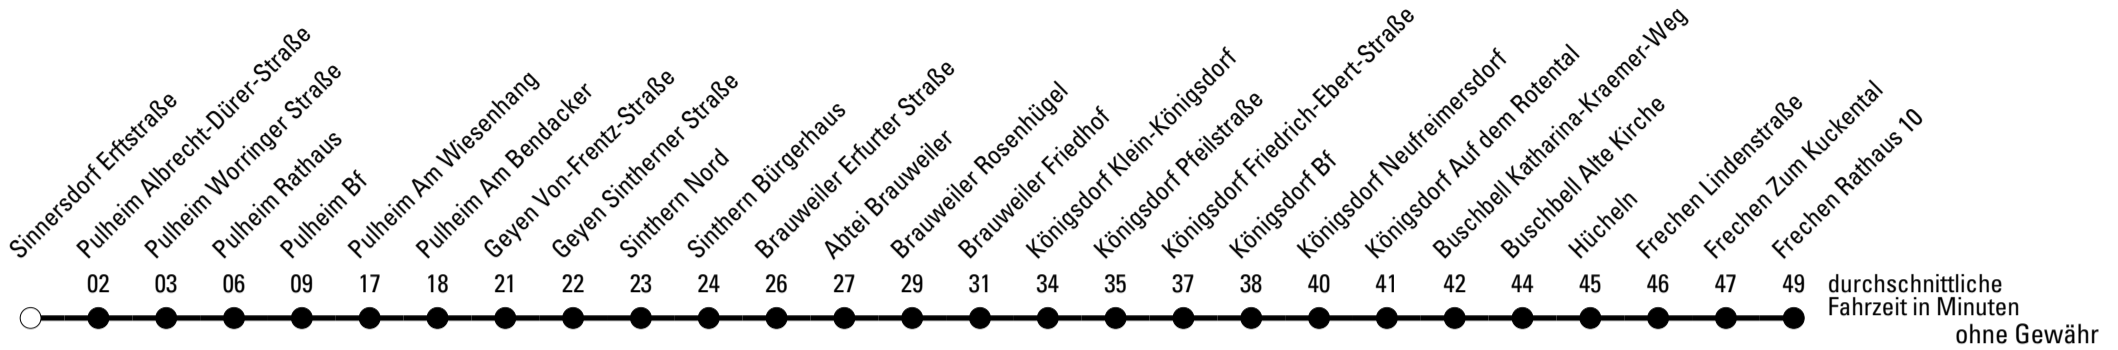 Sinnersdorf Erftstraße
Pulheim Albrecht-Dürer-Straße
Pulheim Worringer Straße
Pulheim Rathaus
Pulheim Bf
Pulheim Am Wiesenhang
Pulheim Am Bendacker
Geyen Von-Frentz-Straße
Geyen Sintherner Straße
Sinthern Nord
Sinthern Bürgerhaus
Brauweiler Erfurter Straße
Abtei Brauweiler
Brauweiler Rosenhügel
Brauweiler Friedhof
Königsdorf Klein-Königsdorf
Königsdorf Pfeilstraße
Königsdorf Friedrich-Ebert-Straße
Königsdorf Bf
Königsdorf Neufreimersdorf
Königsdorf Auf dem Rotental
Buschbell Katharina-Kraemer-Weg
Buschbell Alte Kirche
Hücheln
Frechen Lindenstraße
Frechen Zum Kuckental
Frechen Rathaus 10
02 03 06 09 17 18 21 22 23 24 26 27 29 31 34 35 37 38 40 41 42 44 45 46 47 49 durchschnittliche
Fahrzeit in Minuten
ohne Gewähr